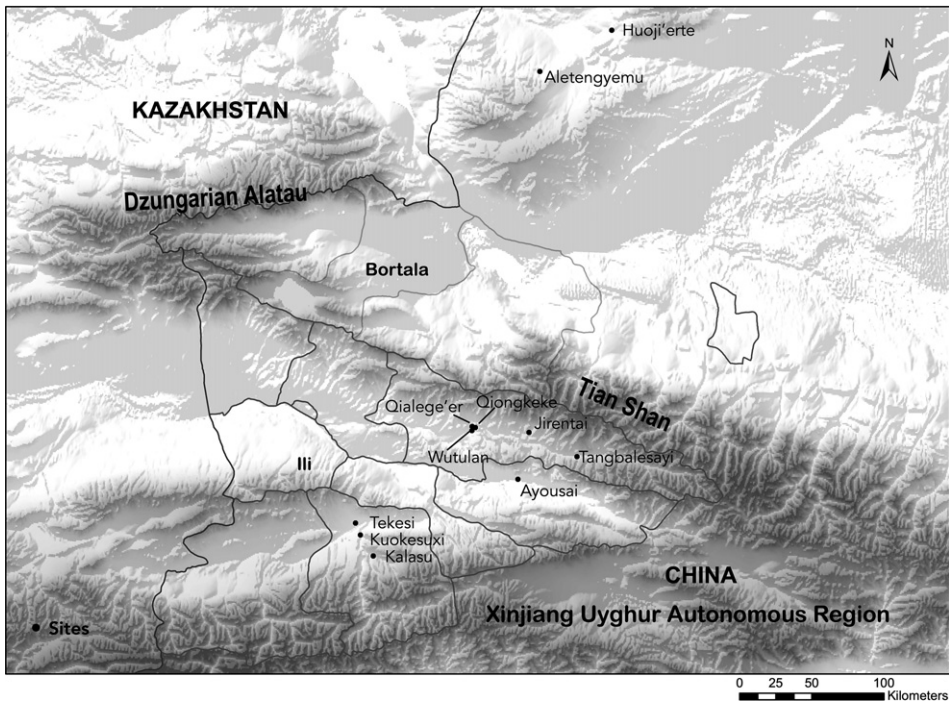 Huoji'erte
N
Aletengyemu
KAZAKHSTAN
Dzungarian Alatau
Bortala
Tian Shan
Qialege'er
Qiongkeke
Jirentai
Wutulan
Tangbalesayi
Ili
Ayousai
Tekesi
Kuokesuxi
Kalasu
CHINA
Xinjiang Uyghur Autonomous Region
Sites
0 25 50 100
Kilometers